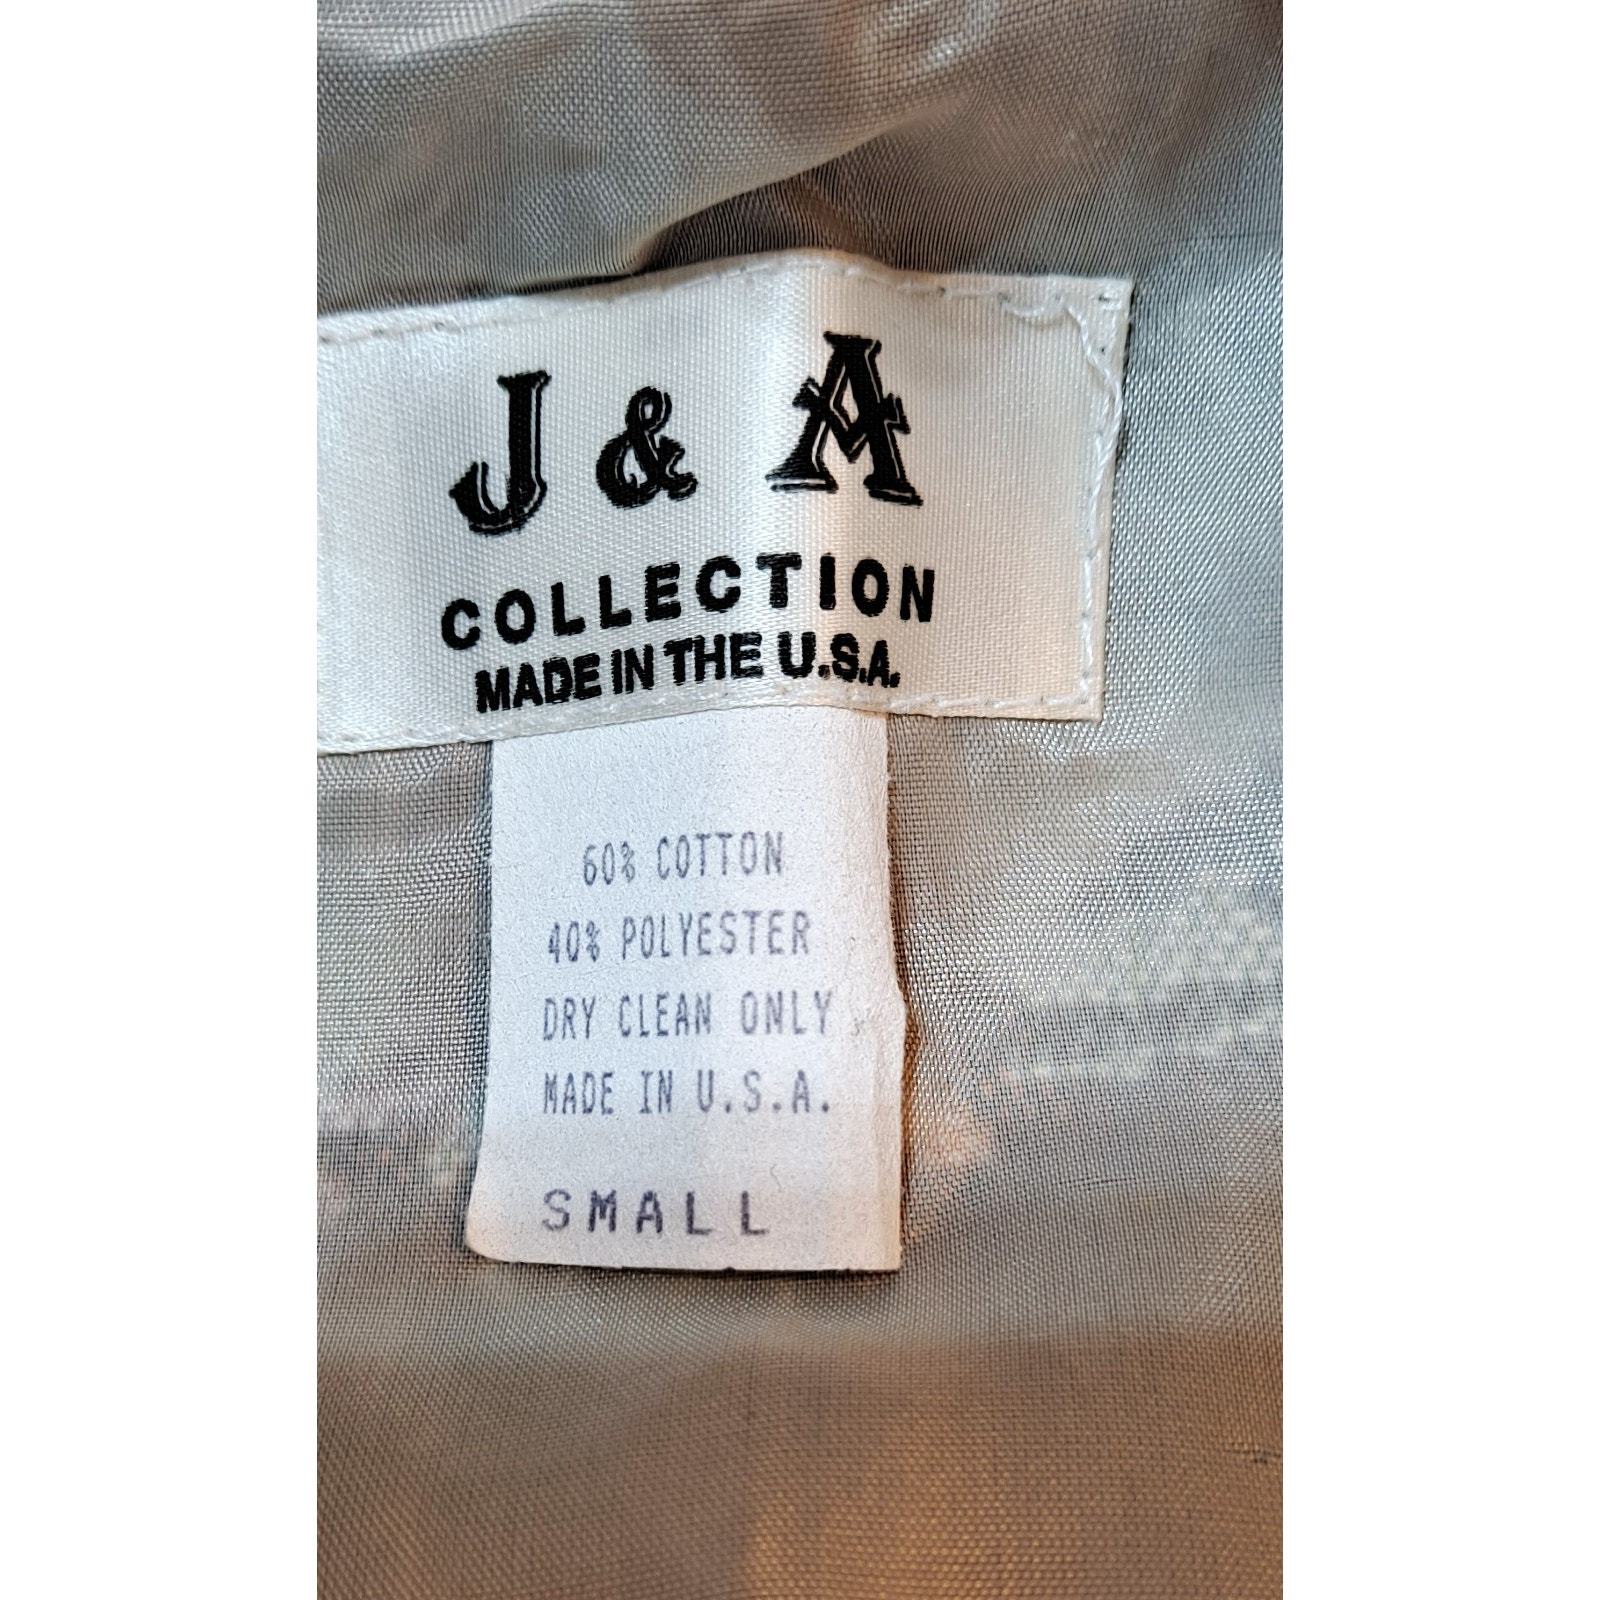 J & A
COLLECTION
MADE IN THE U.S.A.
60% COTTON
40% POLYESTER
DRY CLEAN ONLY
MADE IN U.S.A.
SMALL